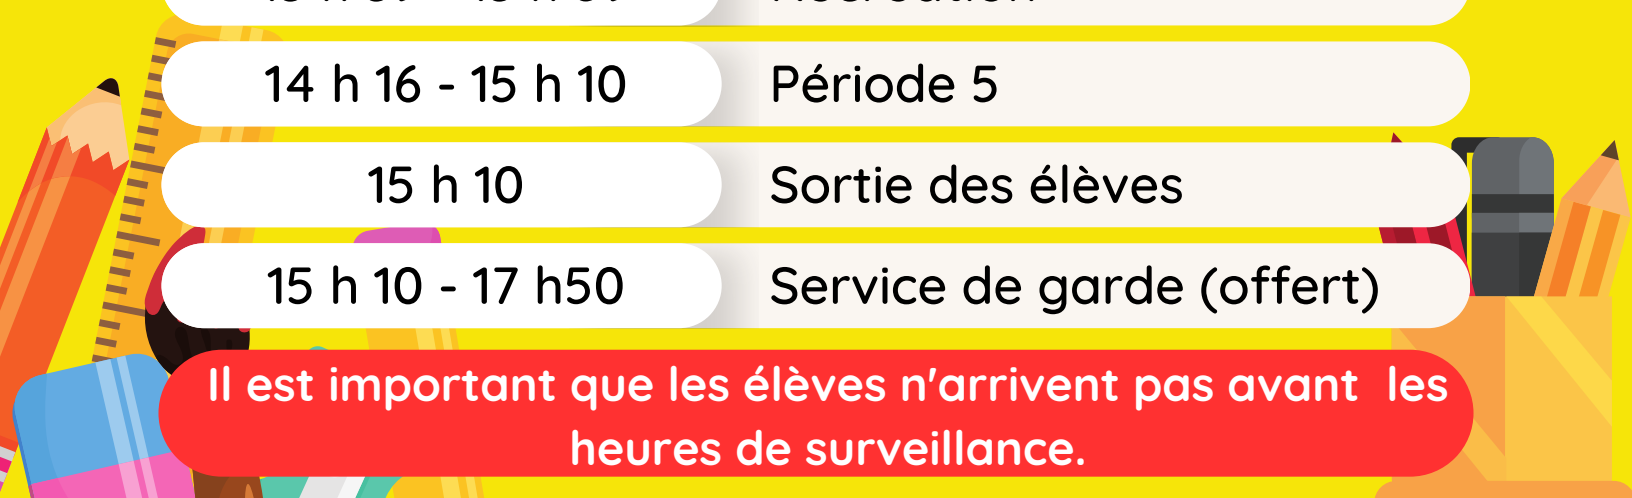 14 h 16 - 15 h 10 Période 5
15 h 10 Sortie des élèves
15 h 10 - 17 h50 Service de garde (offert)
Il est important que les élèves n'arrivent pas avant les
heures de surveillance.